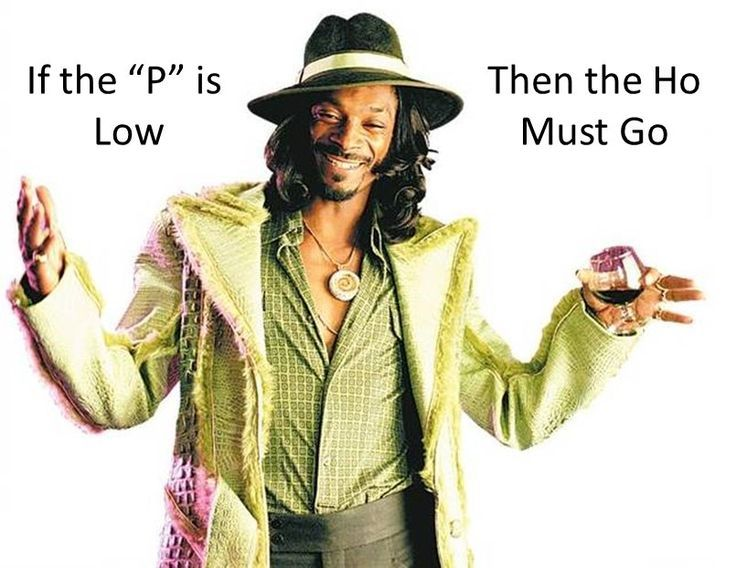 If the “P” is
Low
Then the Ho
Must Go